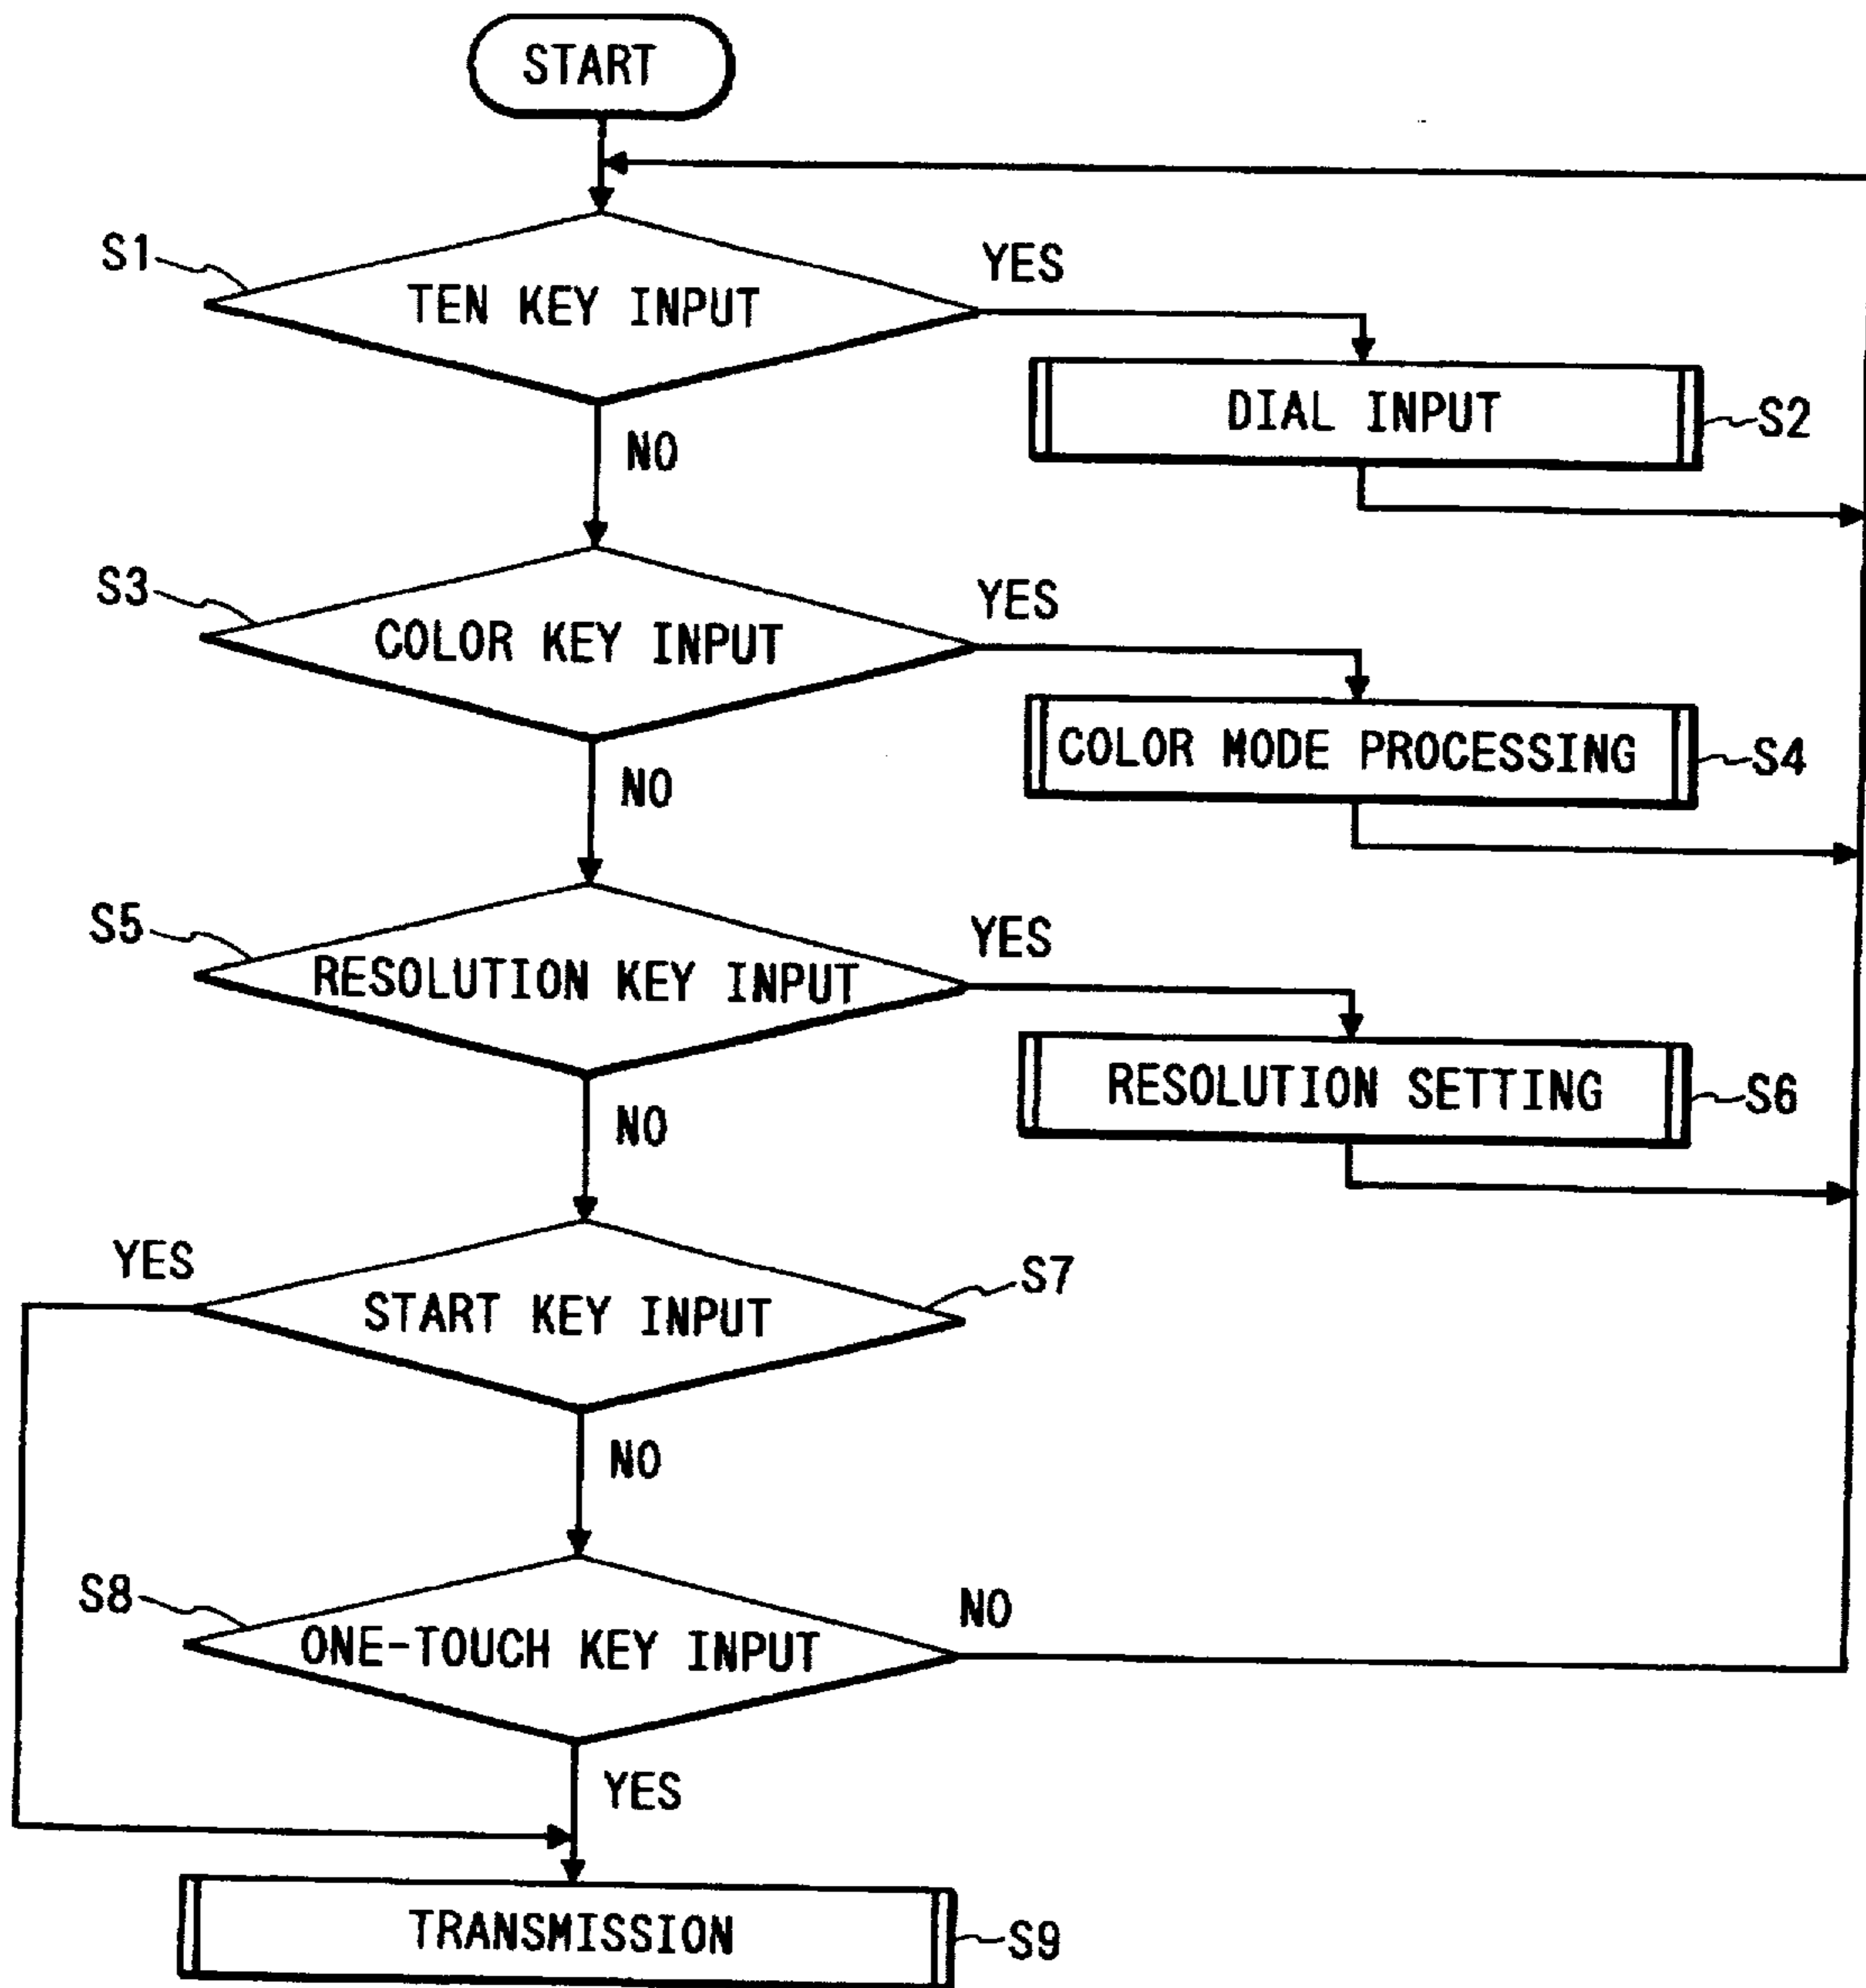 START
S1
TEN KEY INPUT
YES
DIAL INPUT
S2
NO
S3
COLOR KEY INPUT
YES
COLOR MODE PROCESSING
S4
NO
S5
RESOLUTION KEY INPUT
YES
RESOLUTION SETTING
S6
NO
YES
START KEY INPUT
S7
NO
S8
ONE-TOUCH KEY INPUT
NO
YES
TRANSMISSION
S9